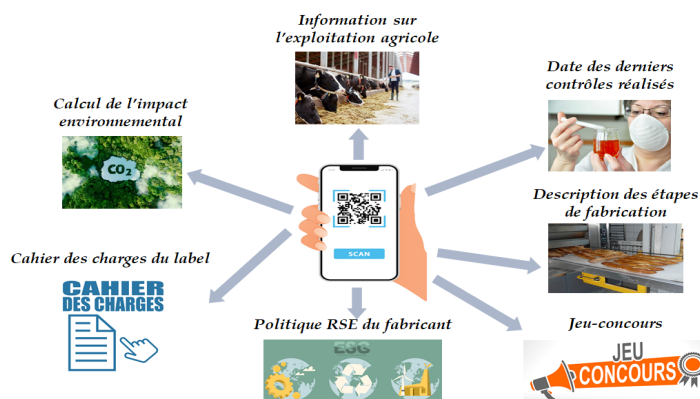 Information sur
l'exploitation agricole
Date des derniers
contrôles réalisés
Calcul de l'impact
environnemental
CO2
Description des étapes
de fabrication
SCAN
Cahier des charges du label
CAHIER
DES CHARGES
Politique RSE du fabricant
ESG
Jeu-concours
JEU
CONCOURS